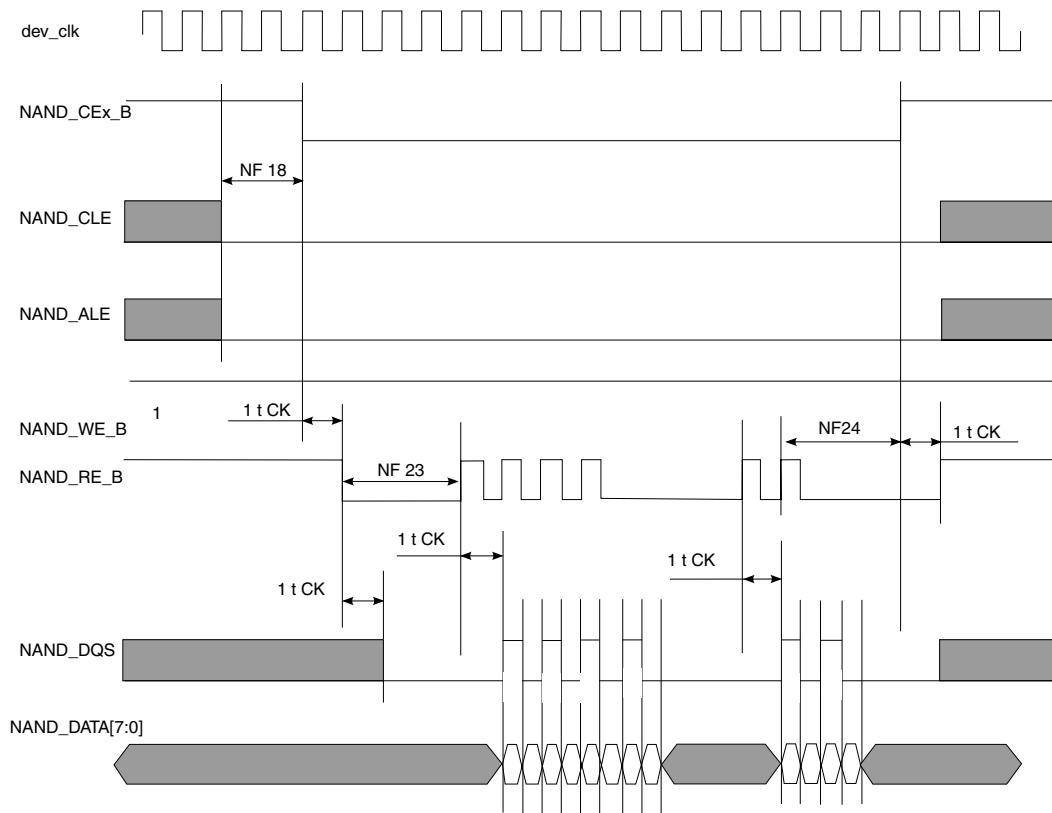 dev_clk
NAND_CEx_B
NF 18
NAND_CLE
NAND_ALE
1
1 t CK
NAND_WE_B
NF24
1 t CK
NAND_RE_B
NF 23
1 t CK
1 t CK
1 t CK
NAND_DQS
NAND_DATA[7:0]